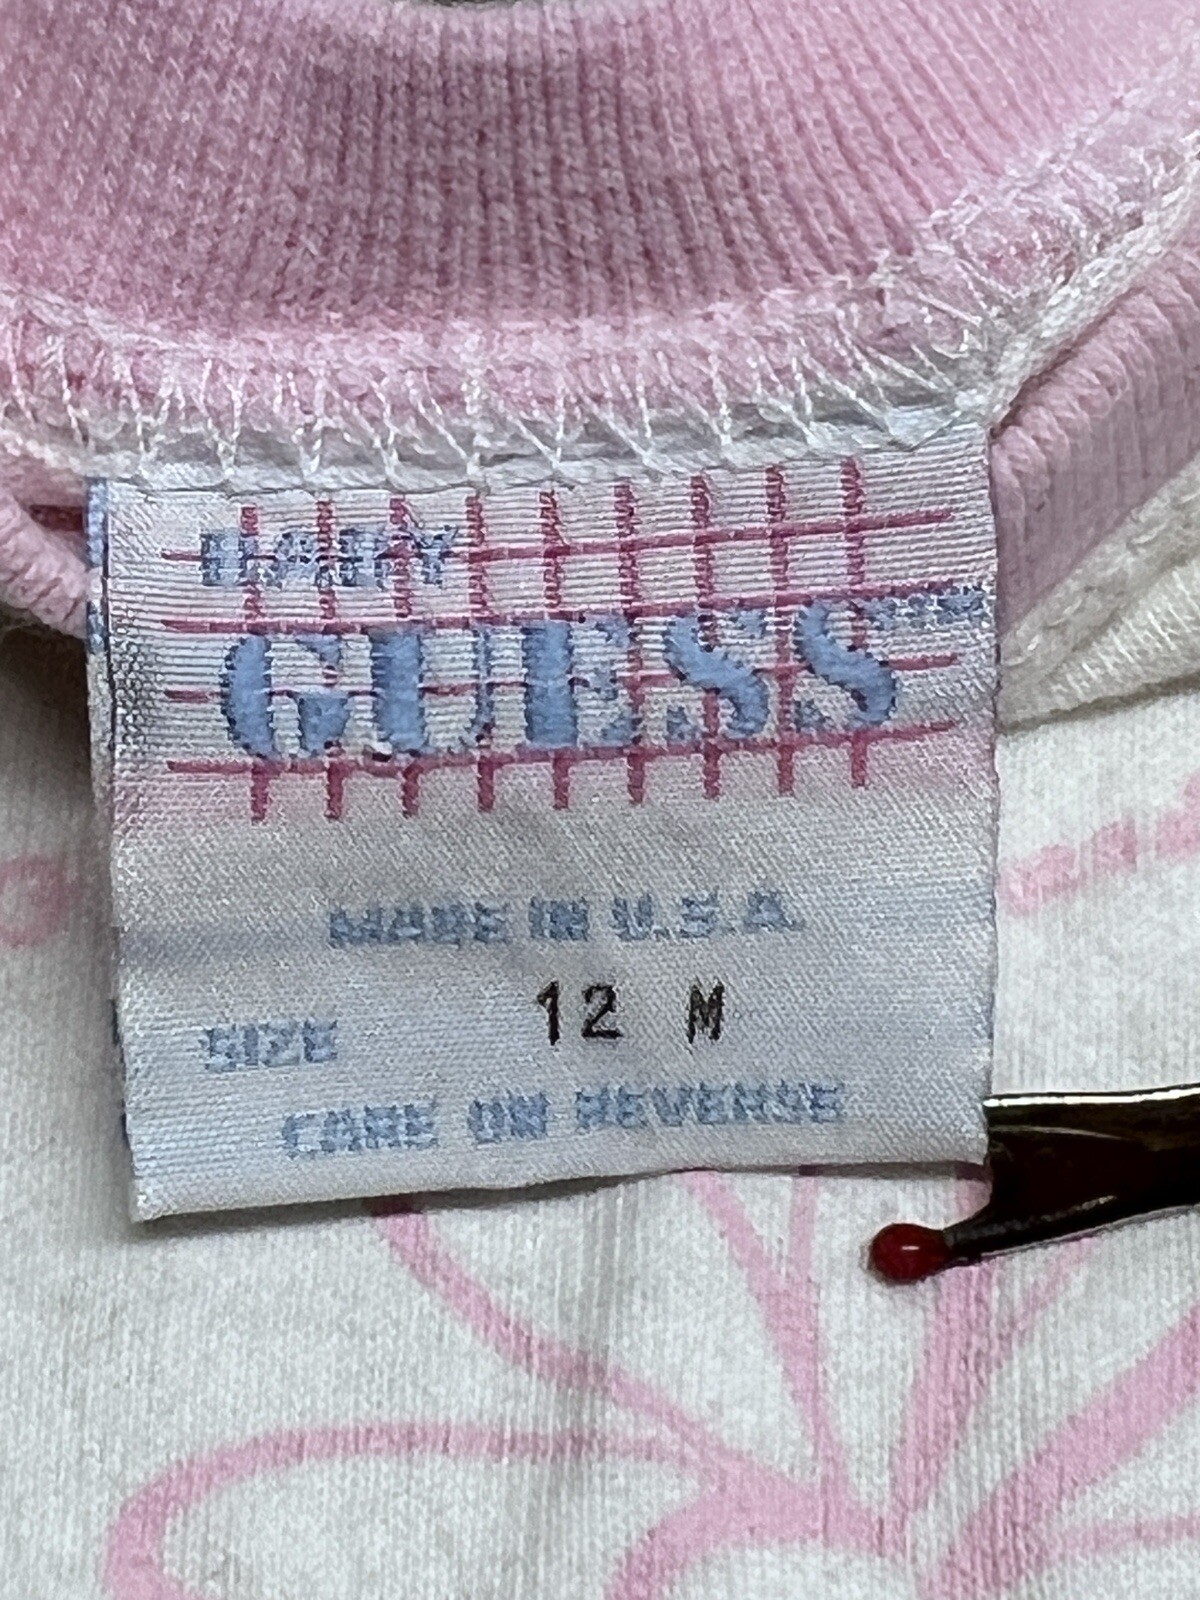 BABY
GUESS
MADE IN U.S.A.
SIZE 12 M
CARE ON REVERSE